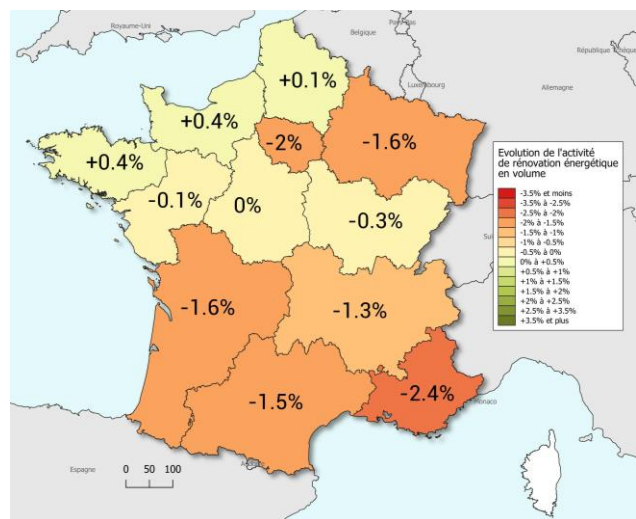 Royaume-Uni
Belgique
Pays-Bas
République Tchèque
Luxembourg
Allemagne
+0.1%
+0.4%
-2%
-1.6%
+0.4%
-0.1%
0%
-0.3%
-1.6%
-1.3%
-1.5%
-2.4%
Evolution de l'activité
de rénovation énergétique
en volume
-3.5% et moins
-3.5% à -2.5%
-2.5% à -2%
-2% à -1.5%
-1.5% à -1%
-1% à -0.5%
-0.5% à 0%
0% à +0.5%
+0.5% à +1%
+1% à +1.5%
+1.5% à +2%
+2% à +2.5%
+2.5% à +3.5%
+3.5% et plus
Sui
Monaco
Espagne
0 50 100